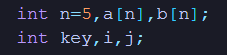 int n=5,a[n],b[n];
int key,i,j;